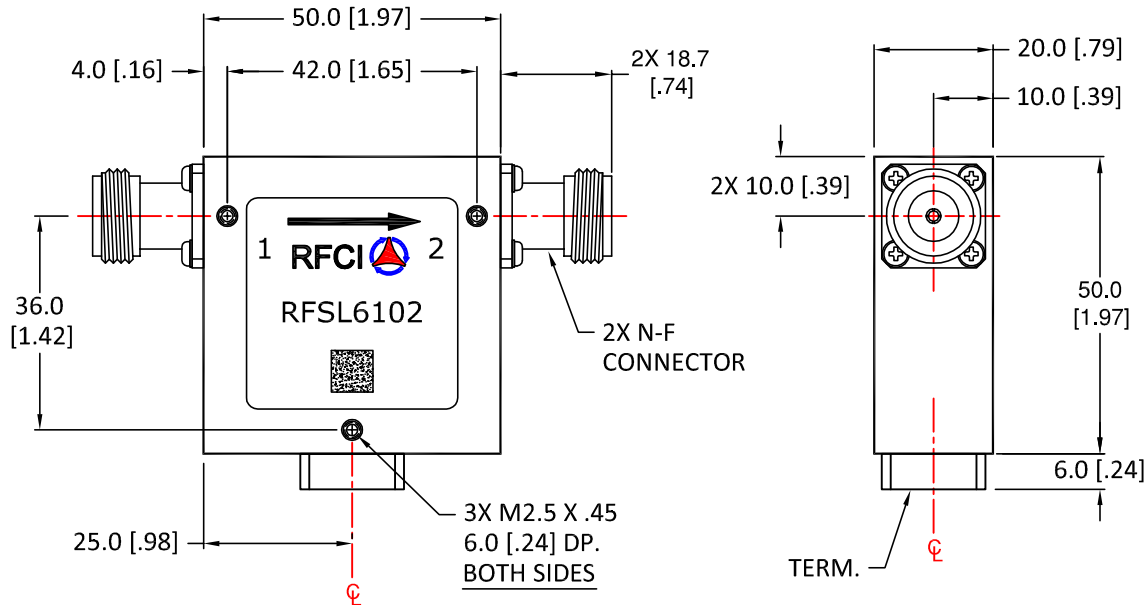 50.0 [1.97]
4.0 [.16]
42.0 [1.65]
2X 18.7
[.74]
20.0 [.79]
10.0 [.39]
2X 10.0 [.39]
1
RFCI
2
RFSL6102
36.0
[1.42]
2X N-F
CONNECTOR
50.0
[1.97]
6.0 [.24]
25.0 [.98]
3X M2.5 X .45
6.0 [.24] DP.
BOTH SIDES
TERM.
℄
℄